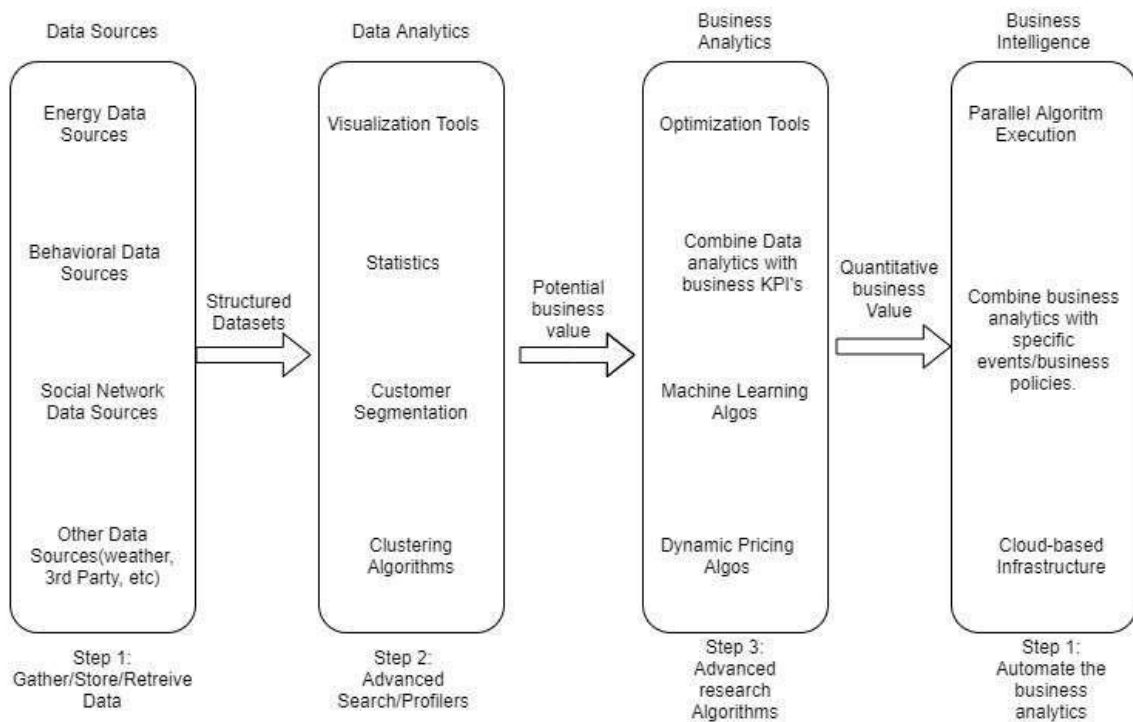 Data Sources
Energy Data
Sources
Behavioral Data
Sources
Social Network
Data Sources
Other Data
Sources(weather,
3rd Party, etc)
Step 1:
Gather/Store/Retreive
Data
Structured
Datasets
Data Analytics
Visualization Tools
Statistics
Customer
Segmentation
Clustering
Algorithms
Step 2:
Advanced
Search/Profilers
Potential
business
value
Business
Analytics
Optimization Tools
Combine Data
analytics with
business KPI's
Machine Learning
Algos
Dynamic Pricing
Algos
Step 3:
Advanced
research
Algorithms
Quantitative
business
Value
Business
Intelligence
Parallel Algoritm
Execution
Combine business
analytics with
specific
events/business
policies.
Cloud-based
Infrastructure
Step 1:
Automate the
business
analytics